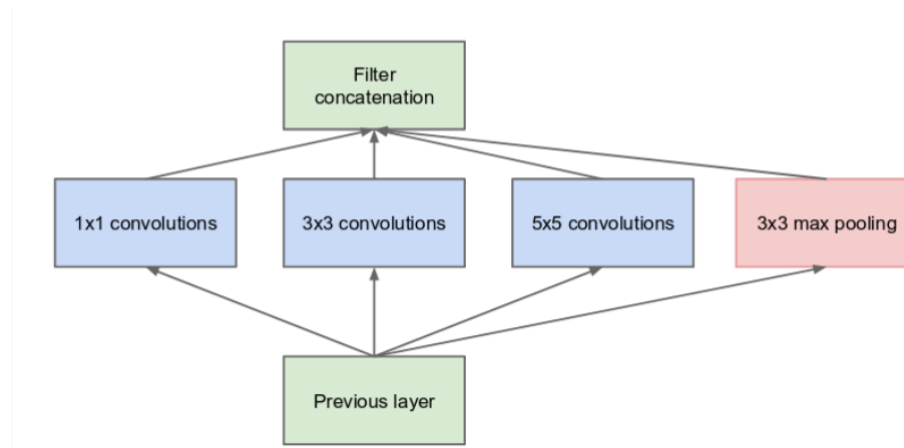 Filter
concatenation
1x1 convolutions
3x3 convolutions
5x5 convolutions
3x3 max pooling
Previous layer